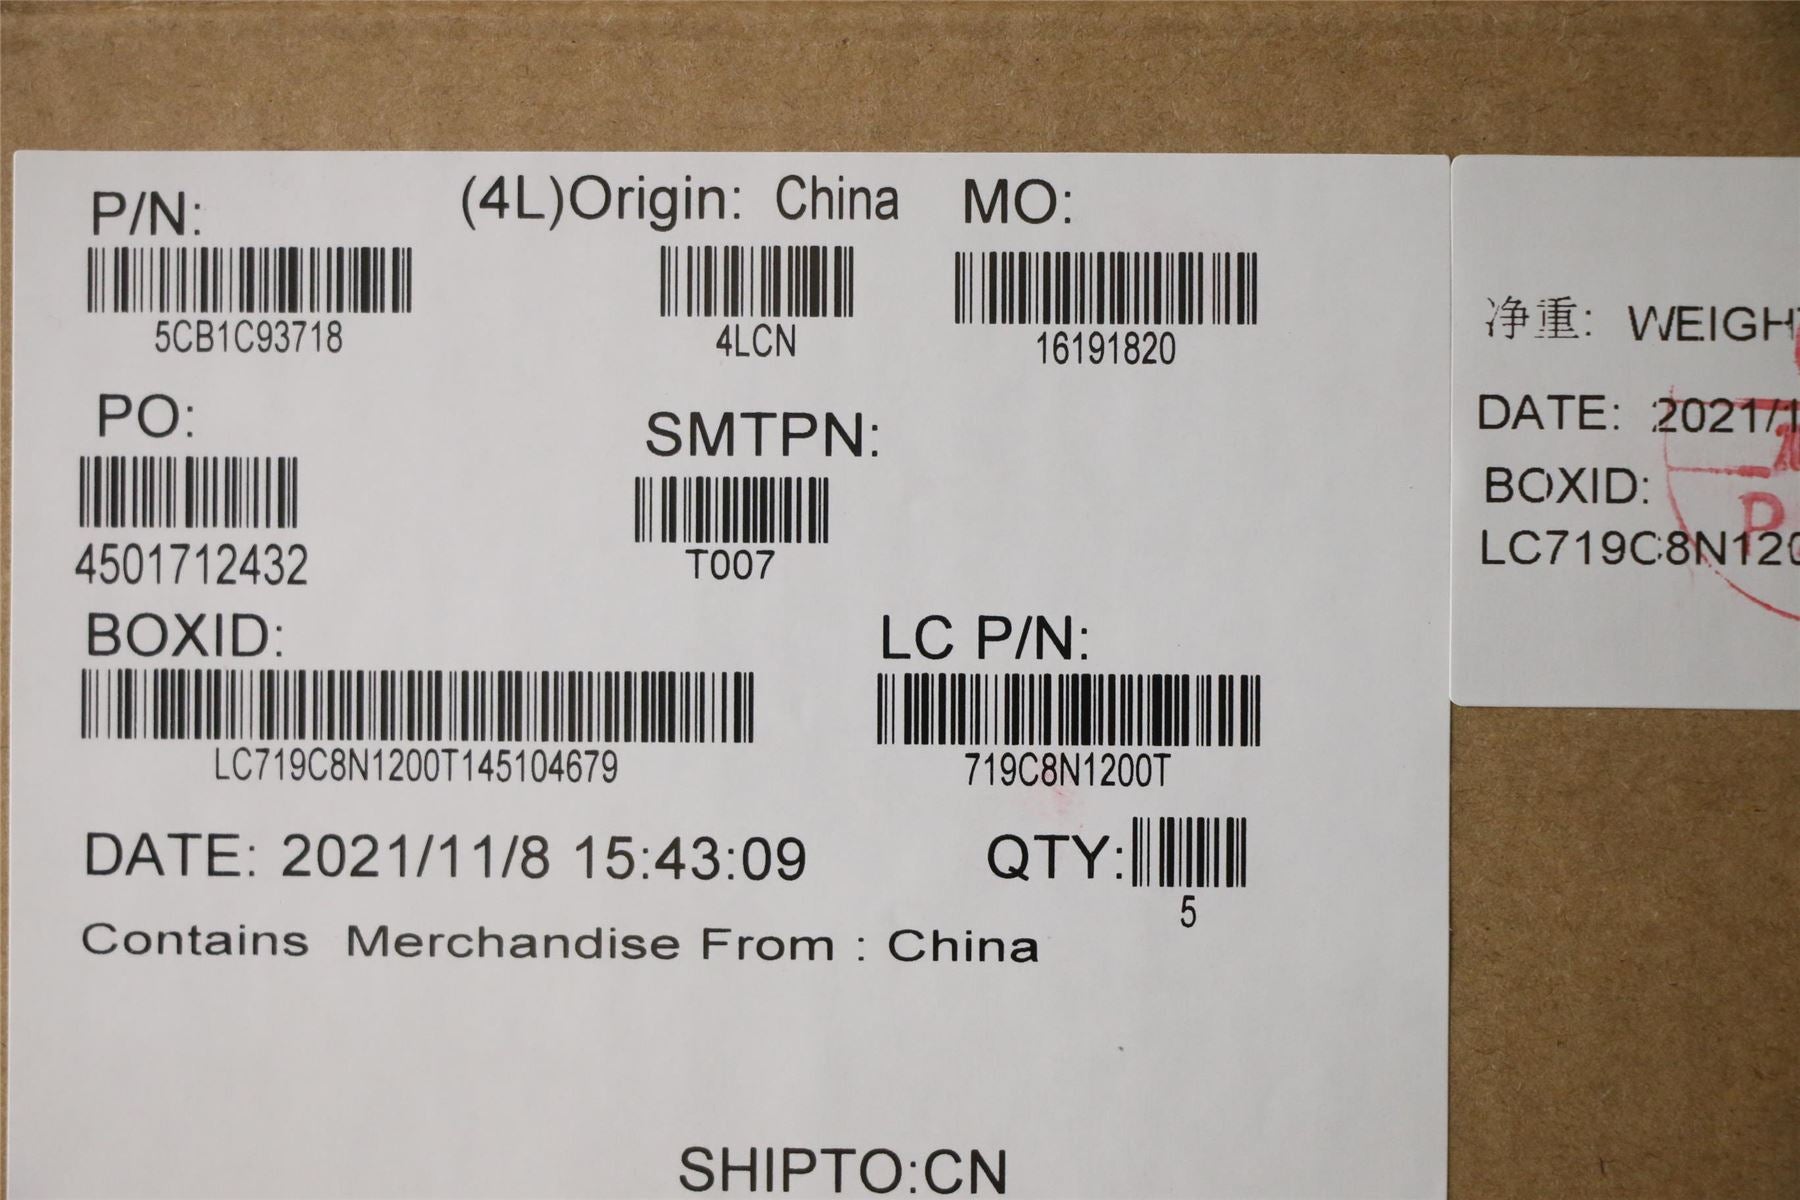 P/N: (4L)Origin: China MO:
5CB1C93718 4LCN 16191820
PO: SMTPN:
4501712432 T007
BOXID: LC P/N:
LC719C8N1200T145104679 719C8N1200T
DATE: 2021/11/8 15:43:09 QTY:
5
Contains Merchandise From : China
SHIPTO:CN
净重: WEIGH
DATE: 2021/1
BOXID:
LC719C8N120
P